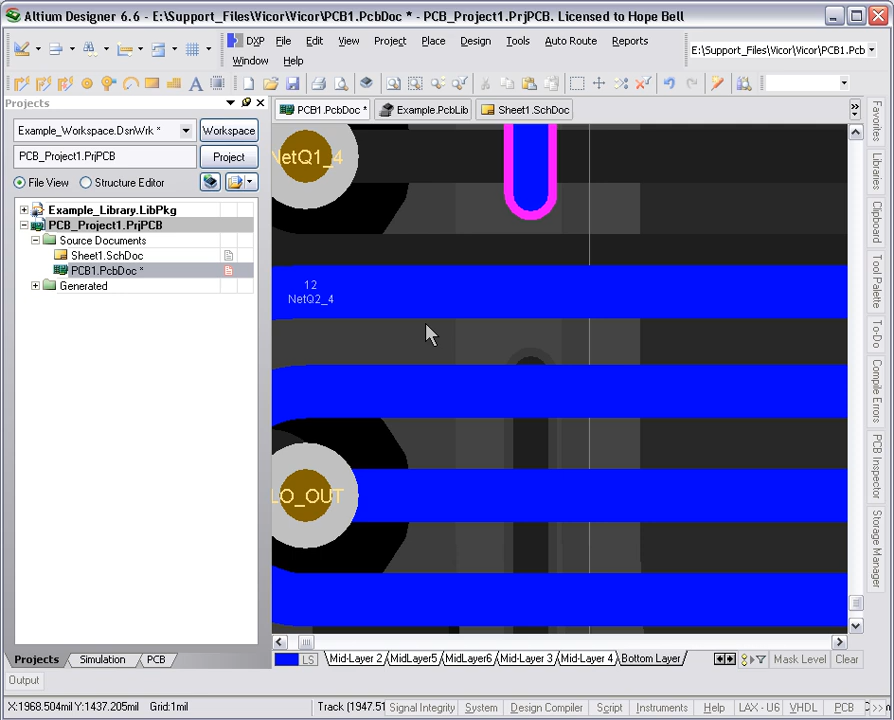 Altium Designer 6.6 - E:\Support_Files\Vicor\Vicor\PCB1.PcbDoc * - PCB_Project1.PrjPCB. Licensed to Hope Bell
DXP File Edit View Project Place Design Tools Auto Route Reports
E:\Support_Files\Vicor\Vicor\PCB1.Pcb
Window Help
Projects
PCB1.PcbDoc * Example.PcbLib Sheet1.SchDoc
Example_Workspace.DsnWrk * Workspace
PCB_Project1.PrjPCB Project
File View Structure Editor
Example_Library.LibPkg
PCB_Project1.PrjPCB
Source Documents
Sheet1.SchDoc
PCB1.PcbDoc *
Generated
NetQ1_4
12
NetQ2_4
LO_OUT
Favorites
Libraries
Clipboard
Tool Palette
To-Do
Compile Errors
PCB Inspector
Storage Manager
Projects Simulation PCB
LS Mid-Layer 2 MidLayer5 MidLayer6 Mid-Layer 3 Mid-Layer 4 Bottom Layer Mask Level Clear
Output
X:1968.504mil Y:1437.205mil Grid:1mil Track (1947.51 Signal Integrity System Design Compiler Script Instruments Help LAX - U6 VHDL PCB >>